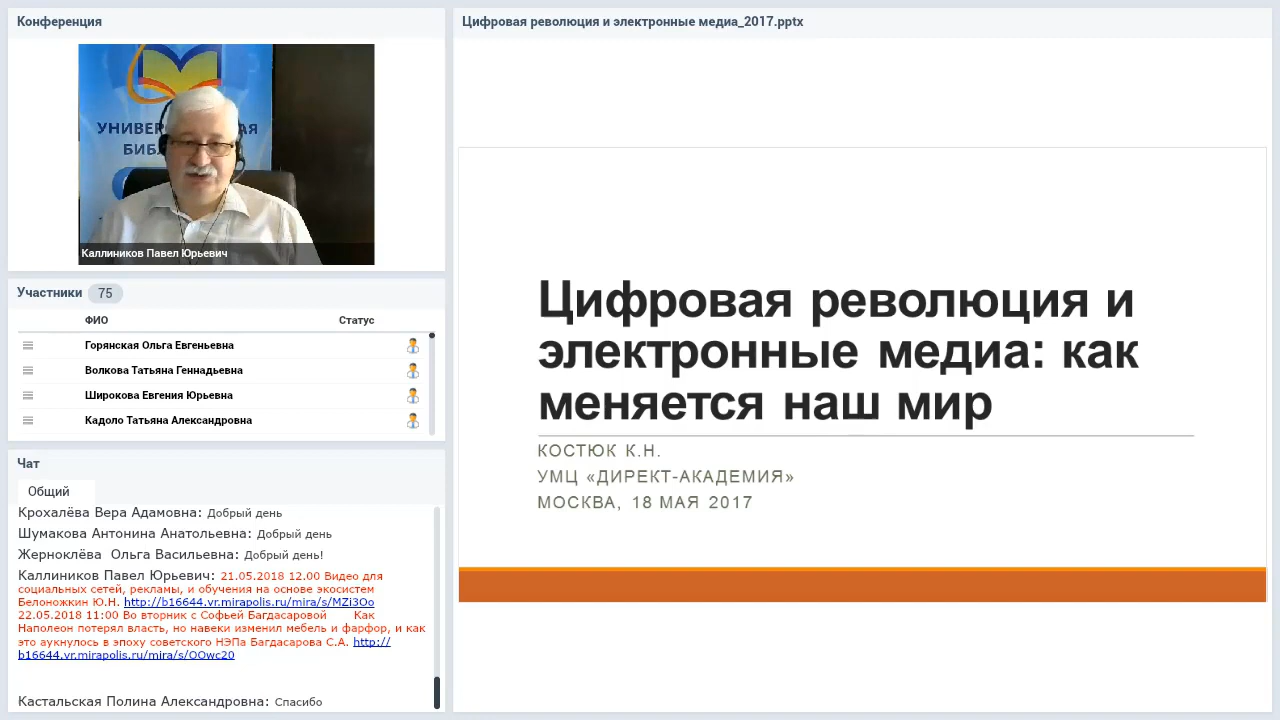 Конференция
УНИВЕР АЯ
БИБЛ
Каллиников Павел Юрьевич
Участники 75
ФИО Статус
Горянская Ольга Евгеньевна
Волкова Татьяна Геннадьевна
Широкова Евгения Юрьевна
Кадоло Татьяна Александровна
Чат
Общий
Крохалёва Вера Адамовна: Добрый день
Шумакова Антонина Анатольевна: Добрый день
Жерноклёва Ольга Васильевна: Добрый день!
Каллиников Павел Юрьевич: 21.05.2018 12.00 Видео для
социальных сетей, рекламы, и обучения на основе экосистем
Белоножкин Ю.Н. http://b16644.vr.mirapolis.ru/mira/s/MZi3Oo
22.05.2018 11:00 Во вторник с Софьей Багдасаровой Как
Наполеон потерял власть, но навеки изменил мебель и фарфор, и как
это аукнулось в эпоху советского НЭПа Багдасарова С.А. http://
b16644.vr.mirapolis.ru/mira/s/OOwc20
Кастальская Полина Александровна: Спасибо
Цифровая революция и электронные медиа_2017.pptx
Цифровая революция и
электронные медиа: как
меняется наш мир
КОСТЮК К.Н.
УМЦ «ДИРЕКТ-АКАДЕМИЯ»
МОСКВА, 18 МАЯ 2017